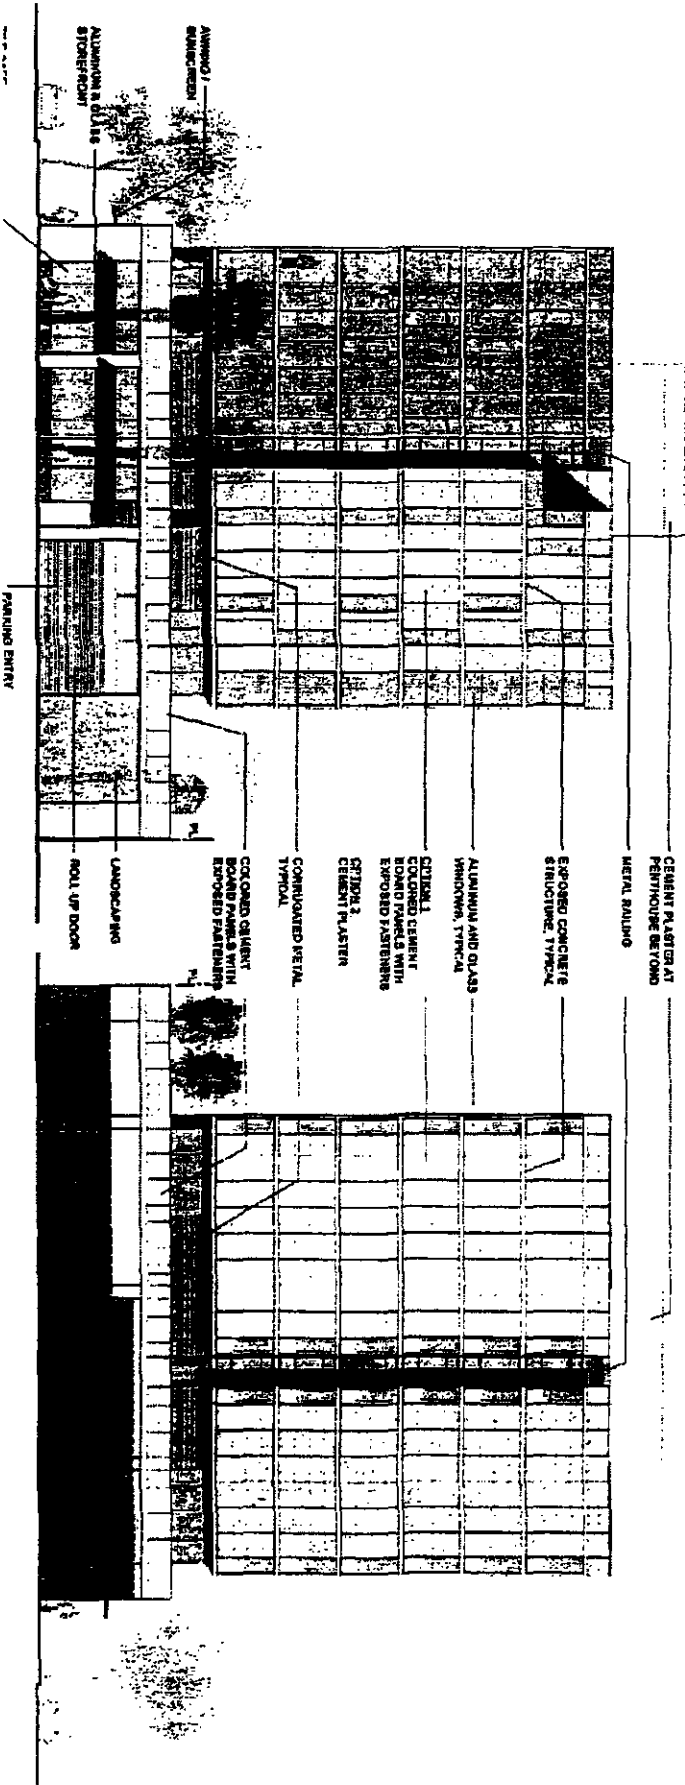 CEMENT PLASTER AT
PENTHOUSE BEYOND
METAL RAILING
EXPOSED CONCRETE
STRUCTURE, TYPICAL
ALUMINUM AND GLASS
WINDOWS, TYPICAL
OPTION 1
COLORED CEMENT
BOARD PANELS WITH
EXPOSED FASTENERS
OPTION 2
CEMENT PLASTER
CORRUGATED METAL
TYPICAL
COLORED CEMENT
BOARD PANELS WITH
EXPOSED FASTENERS
PL
PL
LANDSCAPING
ROLL-UP DOOR
AWNING /
SUNSCREEN
ALUMINUM & GLASS
STOREFRONT
PARKING ENTRY